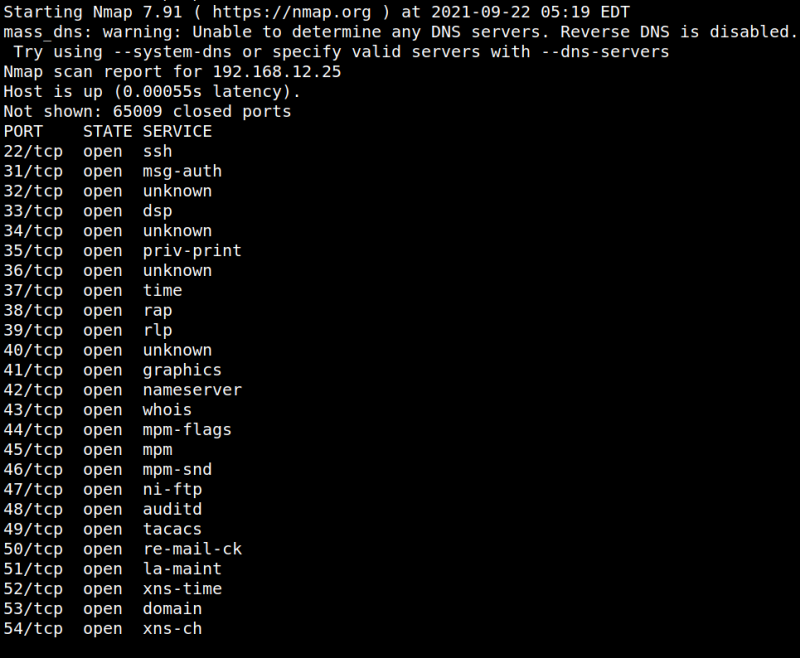 Starting Nmap 7.91 ( https://nmap.org ) at 2021-09-22 05:19 EDT
mass_dns: warning: Unable to determine any DNS servers. Reverse DNS is disabled.
 Try using --system-dns or specify valid servers with --dns-servers
Nmap scan report for 192.168.12.25
Host is up (0.00055s latency).
Not shown: 65009 closed ports
PORT    STATE SERVICE
22/tcp  open  ssh
31/tcp  open  msg-auth
32/tcp  open  unknown
33/tcp  open  dsp
34/tcp  open  unknown
35/tcp  open  priv-print
36/tcp  open  unknown
37/tcp  open  time
38/tcp  open  rap
39/tcp  open  rlp
40/tcp  open  unknown
41/tcp  open  graphics
42/tcp  open  nameserver
43/tcp  open  whois
44/tcp  open  mpm-flags
45/tcp  open  mpm
46/tcp  open  mpm-snd
47/tcp  open  ni-ftp
48/tcp  open  auditd
49/tcp  open  tacacs
50/tcp  open  re-mail-ck
51/tcp  open  la-maint
52/tcp  open  xns-time
53/tcp  open  domain
54/tcp  open  xns-ch